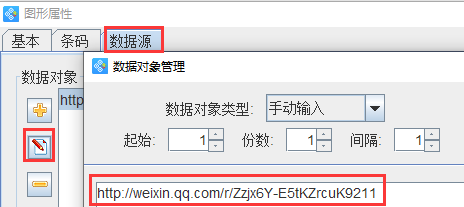 图形属性
基本 条码 数据源
数据对象
http
数据对象管理
数据对象类型: 手动输入
起始: 1 份数: 1 间隔: 1
http://weixin.qq.com/r/Zzjx6Y-E5tKZrcuK9211